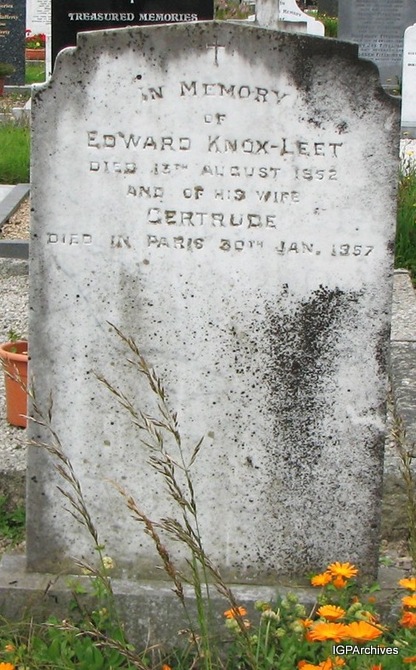 TREASURED MEMORIES
IN MEMORY
OF
EDWARD KNOX-LEET
DIED 13TH AUGUST 1952
AND OF HIS WIFE
GERTRUDE
DIED IN PARIS 30TH JAN. 1957
IGPArchives